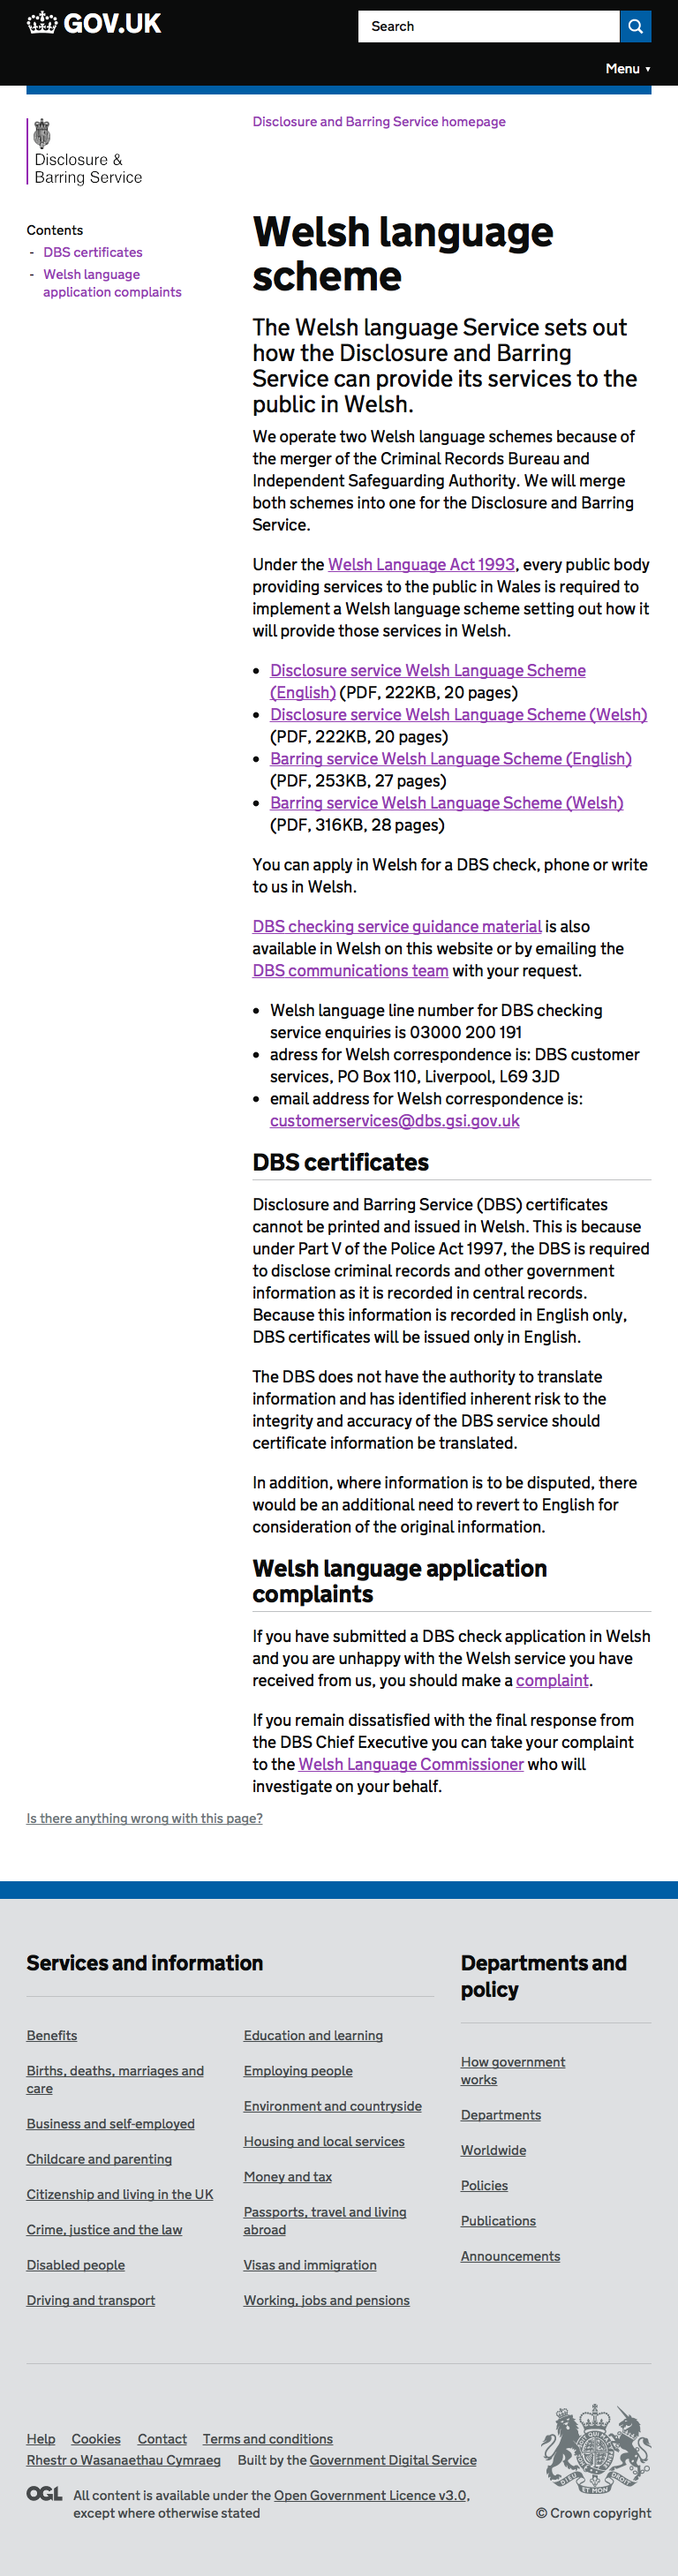 GOV.UK
Search
Menu ▾
Disclosure and Barring Service homepage
Disclosure &
Barring Service
Contents
- DBS certificates
- Welsh language
application complaints
Welsh language
scheme
The Welsh language Service sets out
how the Disclosure and Barring
Service can provide its services to the
public in Welsh.
We operate two Welsh language schemes because of
the merger of the Criminal Records Bureau and
Independent Safeguarding Authority. We will merge
both schemes into one for the Disclosure and Barring
Service.
Under the Welsh Language Act 1993, every public body
providing services to the public in Wales is required to
implement a Welsh language scheme setting out how it
will provide those services in Welsh.
• Disclosure service Welsh Language Scheme
(English) (PDF, 222KB, 20 pages)
• Disclosure service Welsh Language Scheme (Welsh)
(PDF, 222KB, 20 pages)
• Barring service Welsh Language Scheme (English)
(PDF, 253KB, 27 pages)
• Barring service Welsh Language Scheme (Welsh)
(PDF, 316KB, 28 pages)
You can apply in Welsh for a DBS check, phone or write
to us in Welsh.
DBS checking service guidance material is also
available in Welsh on this website or by emailing the
DBS communications team with your request.
• Welsh language line number for DBS checking
service enquiries is 03000 200 191
• adress for Welsh correspondence is: DBS customer
services, PO Box 110, Liverpool, L69 3JD
• email address for Welsh correspondence is:
customerservices@dbs.gsi.gov.uk
DBS certificates
Disclosure and Barring Service (DBS) certificates
cannot be printed and issued in Welsh. This is because
under Part V of the Police Act 1997, the DBS is required
to disclose criminal records and other government
information as it is recorded in central records.
Because this information is recorded in English only,
DBS certificates will be issued only in English.
The DBS does not have the authority to translate
information and has identified inherent risk to the
integrity and accuracy of the DBS service should
certificate information be translated.
In addition, where information is to be disputed, there
would be an additional need to revert to English for
consideration of the original information.
Welsh language application
complaints
If you have submitted a DBS check application in Welsh
and you are unhappy with the Welsh service you have
received from us, you should make a complaint.
If you remain dissatisfied with the final response from
the DBS Chief Executive you can take your complaint
to the Welsh Language Commissioner who will
investigate on your behalf.
Is there anything wrong with this page?
Services and information
Benefits
Births, deaths, marriages and
care
Business and self-employed
Childcare and parenting
Citizenship and living in the UK
Crime, justice and the law
Disabled people
Driving and transport
Education and learning
Employing people
Environment and countryside
Housing and local services
Money and tax
Passports, travel and living
abroad
Visas and immigration
Working, jobs and pensions
Departments and
policy
How government
works
Departments
Worldwide
Policies
Publications
Announcements
Help Cookies Contact Terms and conditions
Rhestr o Wasanaethau Cymraeg Built by the Government Digital Service
OGL All content is available under the Open Government Licence v3.0,
except where otherwise stated
DIEU ET MON DROIT
© Crown copyright